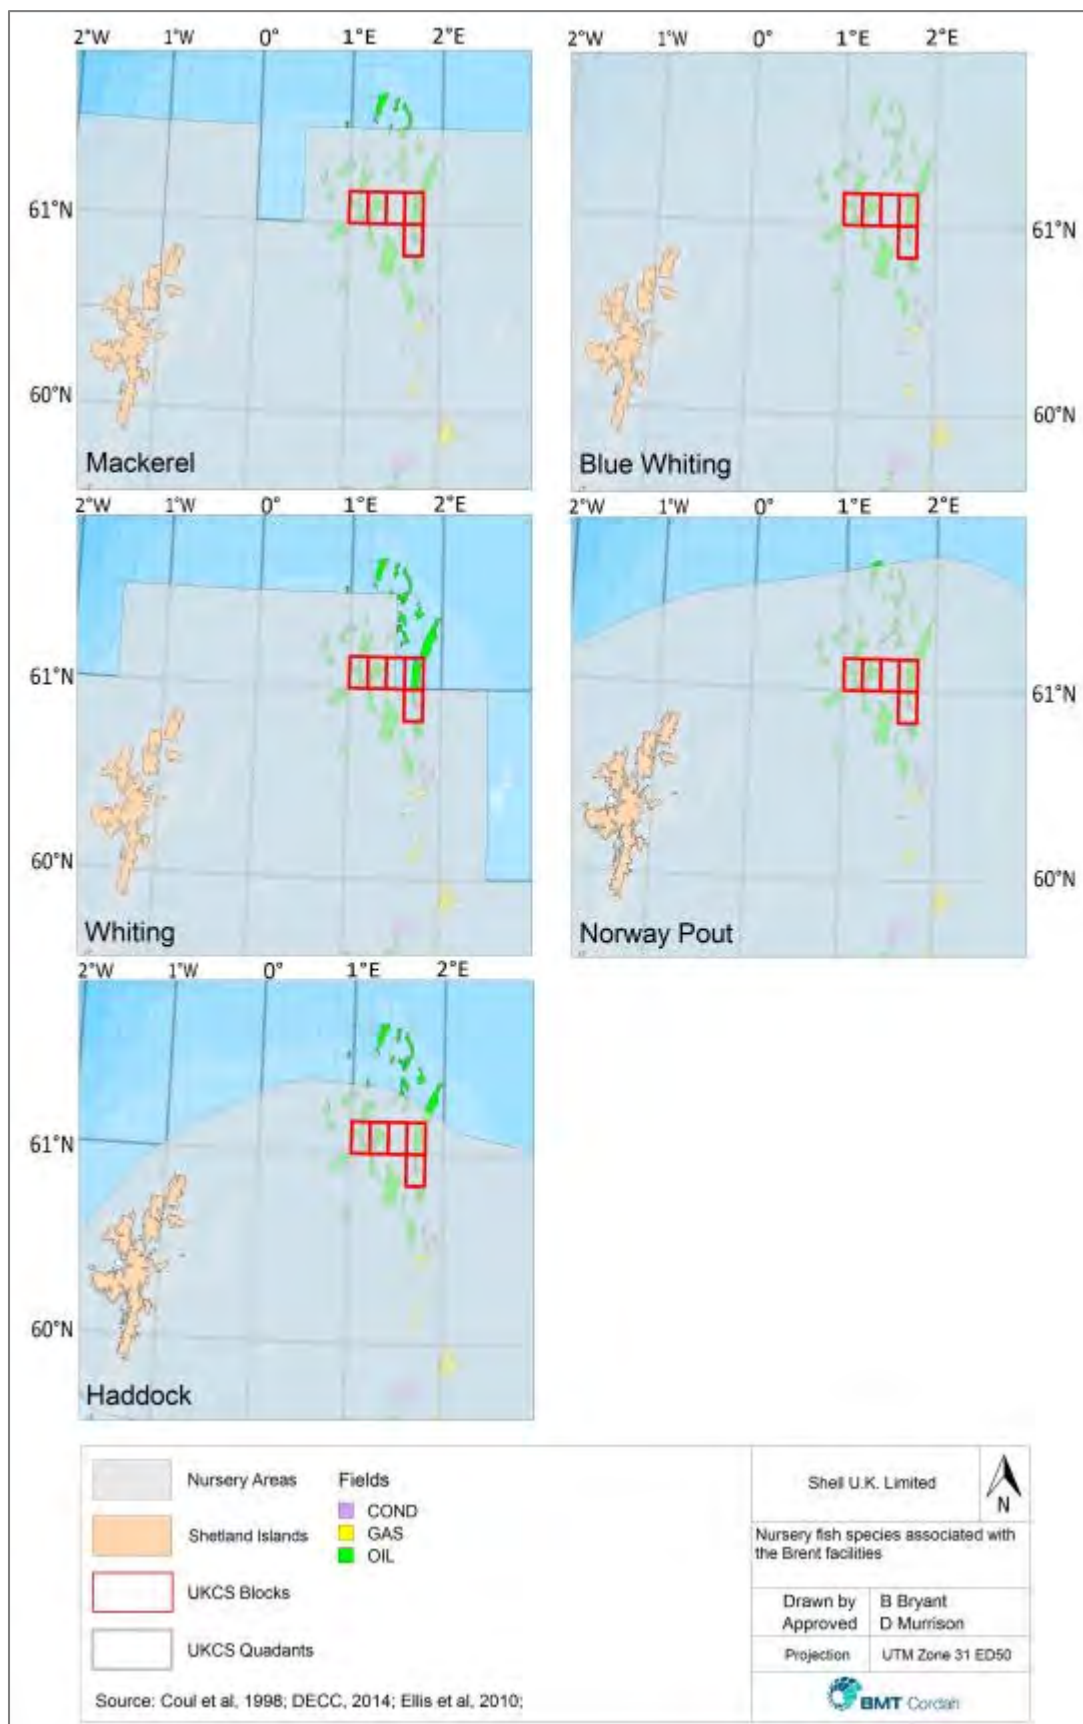 2°W 1°W 0° 1°E 2°E
2°W 1°W 0° 1°E 2°E
61°N
61°N
60°N
60°N
Mackerel
Blue Whiting
2°W 1°W 0° 1°E 2°E
2°W 1°W 0° 1°E 2°E
61°N
61°N
60°N
60°N
Whiting
Norway Pout
2°W 1°W 0° 1°E 2°E
61°N
60°N
Haddock
Nursery Areas
Shetland Islands
UKCS Blocks
UKCS Quadants
Fields
COND
GAS
OIL
Source: Coul et al, 1998; DECC, 2014; Ellis et al, 2010;
Shell U.K. Limited
N
Nursery fish species associated with
the Brent facilities
Drawn by B Bryant
Approved D Murrison
Projection UTM Zone 31 ED50
BMT Cordah